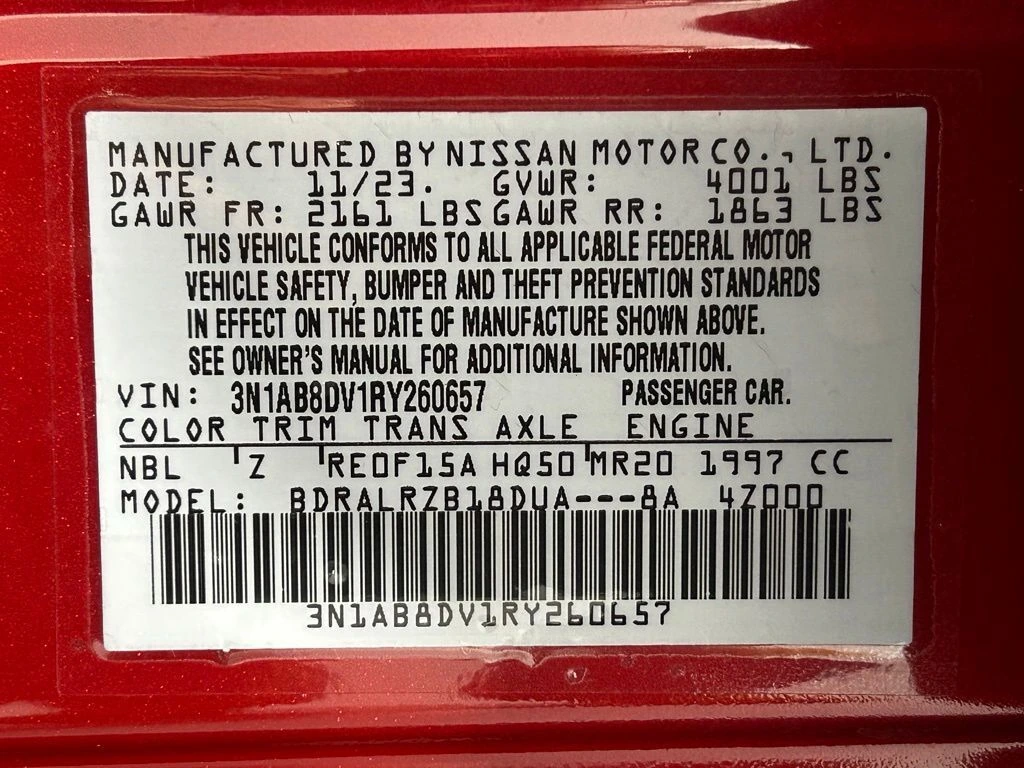 MANUFACTURED BY NISSAN MOTOR CO., LTD.
DATE: 11/23. GVWR: 4001 LBS
GAWR FR: 2161 LBS GAWR RR: 1863 LBS
THIS VEHICLE CONFORMS TO ALL APPLICABLE FEDERAL MOTOR
VEHICLE SAFETY, BUMPER AND THEFT PREVENTION STANDARDS
IN EFFECT ON THE DATE OF MANUFACTURE SHOWN ABOVE.
SEE OWNER'S MANUAL FOR ADDITIONAL INFORMATION.
VIN: 3N1AB8DV1RY260657 PASSENGER CAR.
COLOR TRIM TRANS AXLE ENGINE
NBL Z RE0F15A HQ50 MR20 1997 CC
MODEL: BDRALRZB18DUA---8A 4Z000
3N1AB8DV1RY260657